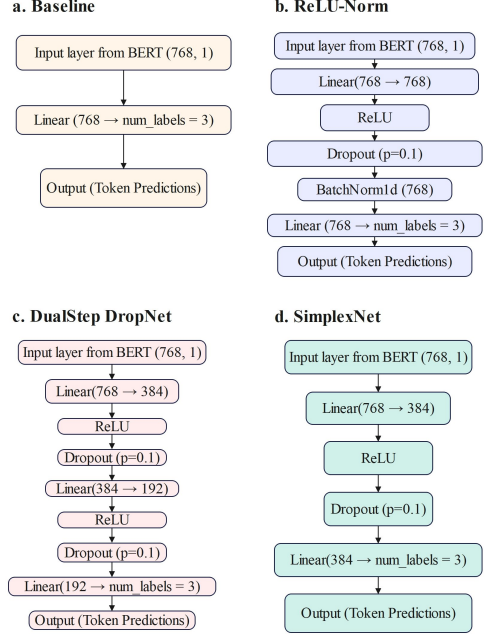 a. Baseline
Input layer from BERT (768, 1)
Linear (768 → num_labels = 3)
Output (Token Predictions)
b. ReLU-Norm
Input layer from BERT (768, 1)
Linear(768 → 768)
ReLU
Dropout (p=0.1)
BatchNorm1d (768)
Linear (768 → num_labels = 3)
Output (Token Predictions)
c. DualStep DropNet
Input layer from BERT (768, 1)
Linear(768 → 384)
ReLU
Dropout (p=0.1)
Linear(384 → 192)
ReLU
Dropout (p=0.1)
Linear(192 → num_labels = 3)
Output (Token Predictions)
d. SimplexNet
Input layer from BERT (768, 1)
Linear(768 → 384)
ReLU
Dropout (p=0.1)
Linear(384 → num_labels = 3)
Output (Token Predictions)